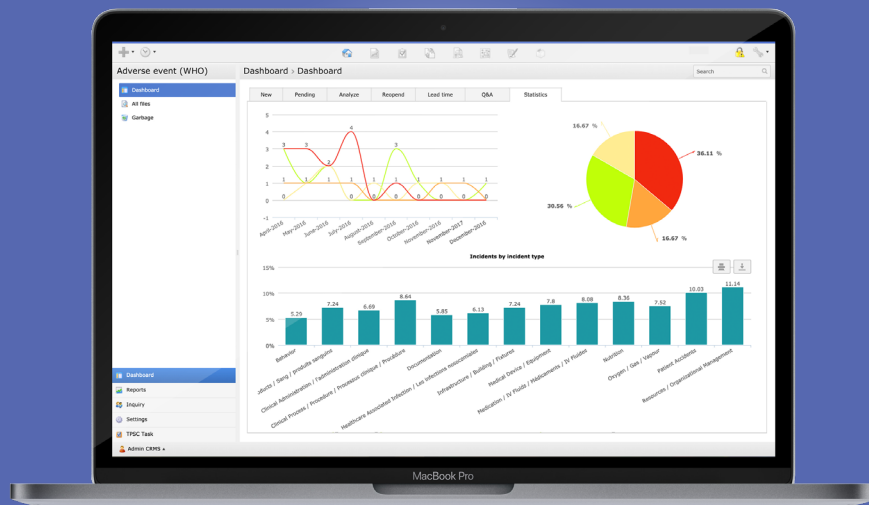 Adverse event (WHO)
Dashboard > Dashboard
Search
Dashboard
All files
Garbage
New
Pending
Analyze
Reopend
Lead time
Q&A
Statistics
5
4
3
2
1
0
-1
3
3
2
4
3
1
1
1
1
1
1
1
1
1
0
0
0
0
0
0
0
0
April-2016
May-2016
June-2016
July-2016
August-2016
September-2016
October-2016
November-2016
November-2017
December-2016
16.67 %
36.11 %
30.56 %
16.67 %
Incidents by incident type
15%
10%
5%
0%
5.29
7.24
6.69
8.64
5.85
6.13
7.24
7.8
8.08
8.36
7.52
10.03
11.14
Behavior
oducts / Sang / produits sanguins
Clinical Administration / l'administration clinique
Clinical Process / Procedure / Processus clinique / Procédure
Documentation
Healthcare Assosiated Infection / Les infections nosocomiales
Infrastructure / Building / Fixtures
Medical Device / Equipment
Medication / IV Fluids / Médicaments / IV Fluides
Nutrition
Oxygen / Gas / Vapour
Patient Accidents
Resources / Organizational Management
Dashboard
Reports
Inquiry
Settings
TPSC Task
Admin CRMS
MacBook Pro